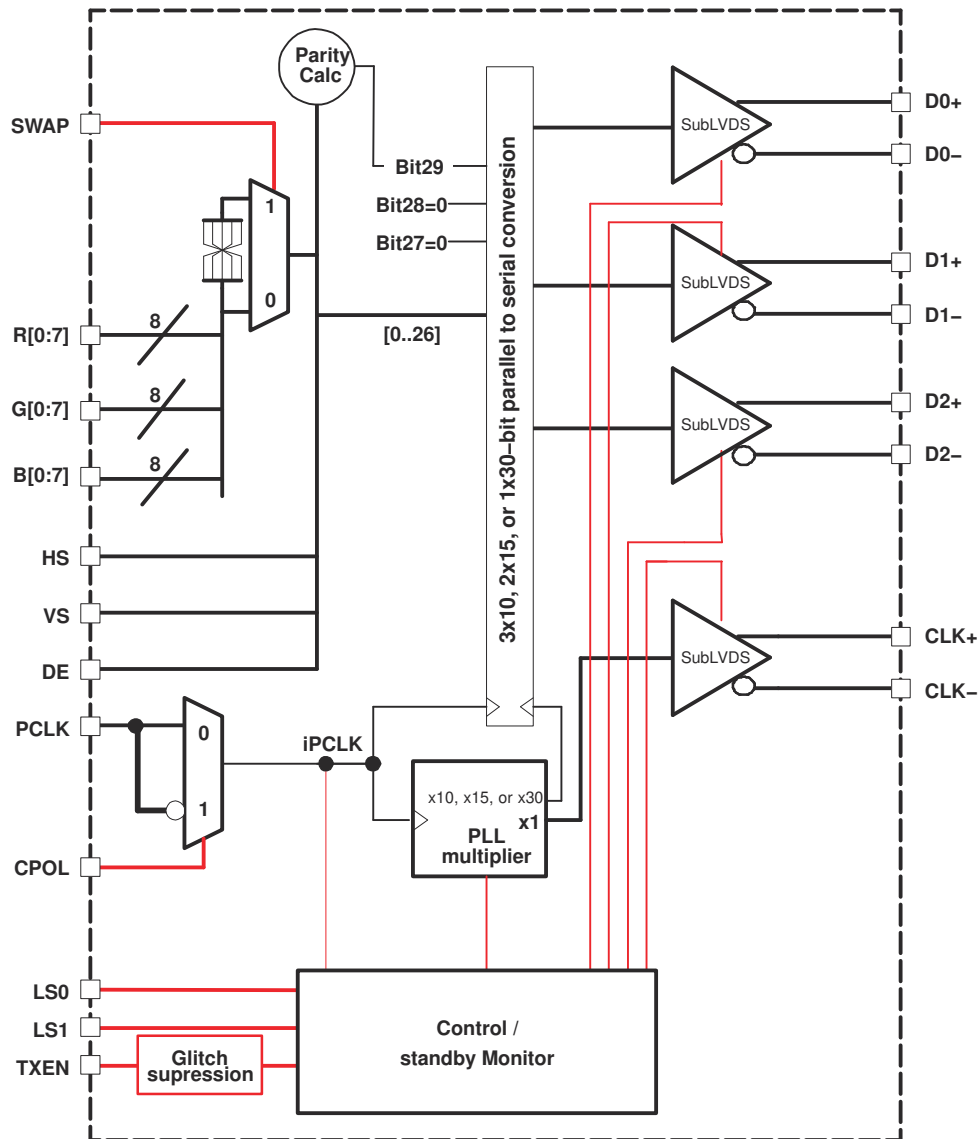 Parity
Calc
SWAP
D0+
SubLVDS
D0−
Bit29
1
Bit28=0
Bit27=0
D1+
SubLVDS
0
D1−
R[0:7]
8
[0..26]
3x10, 2x15, or 1x30−bit parallel to serial conversion
G[0:7]
8
D2+
SubLVDS
D2−
B[0:7]
8
HS
VS
DE
CLK+
SubLVDS
CLK−
PCLK
0
iPCLK
1
x10, x15, or x30
x1
PLL
multiplier
CPOL
LS0
LS1
Control /
standby Monitor
TXEN
Glitch
supression